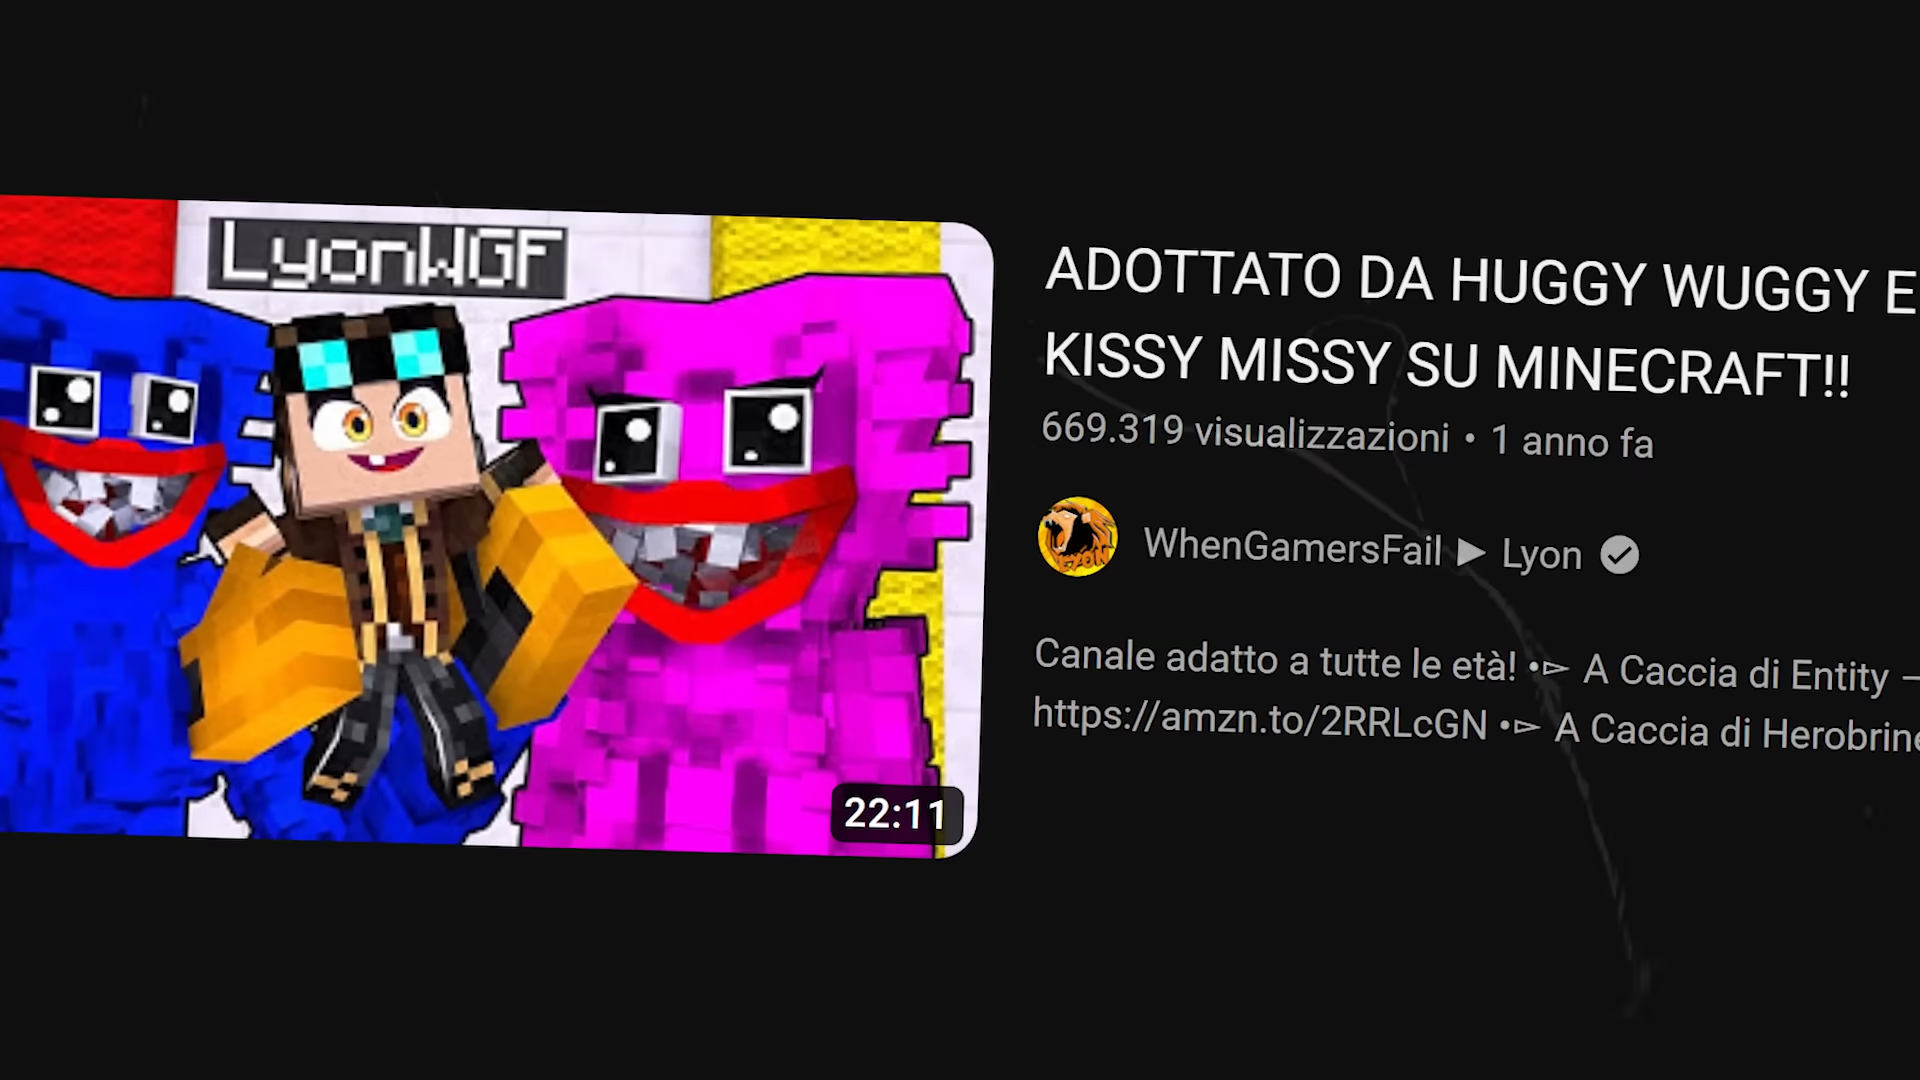 LyonWGF
22:11
ADOTTATO DA HUGGY WUGGY E
KISSY MISSY SU MINECRAFT!!
669.319 visualizzazioni • 1 anno fa
LYON
WhenGamersFail ► Lyon
Canale adatto a tutte le età! •▻ A Caccia di Entity –
https://amzn.to/2RRLcGN •▻ A Caccia di Herobrine